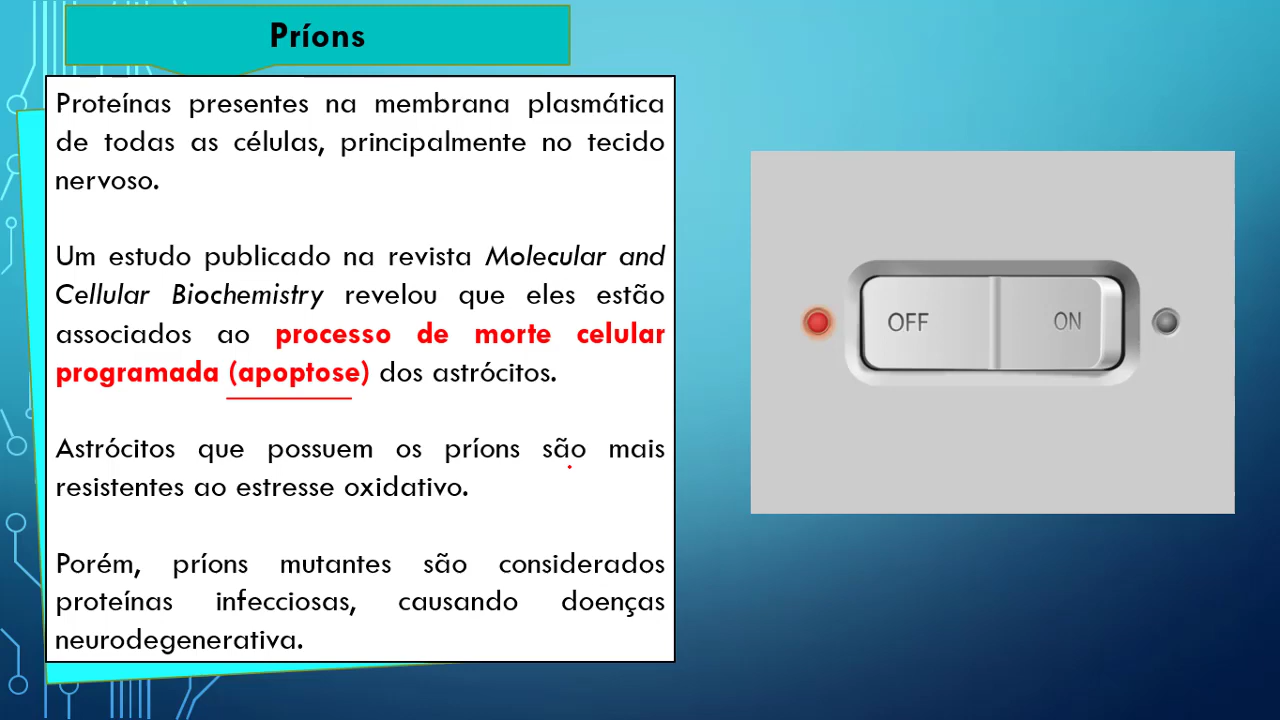 Príons
Proteínas presentes na membrana plasmática
de todas as células, principalmente no tecido
nervoso.
Um estudo publicado na revista Molecular and
Cellular Biochemistry revelou que eles estão
associados ao processo de morte celular
programada (apoptose) dos astrócitos.
Astrócitos que possuem os príons são mais
resistentes ao estresse oxidativo.
Porém, príons mutantes são considerados
proteínas infecciosas, causando doenças
neurodegenerativa.
OFF ON